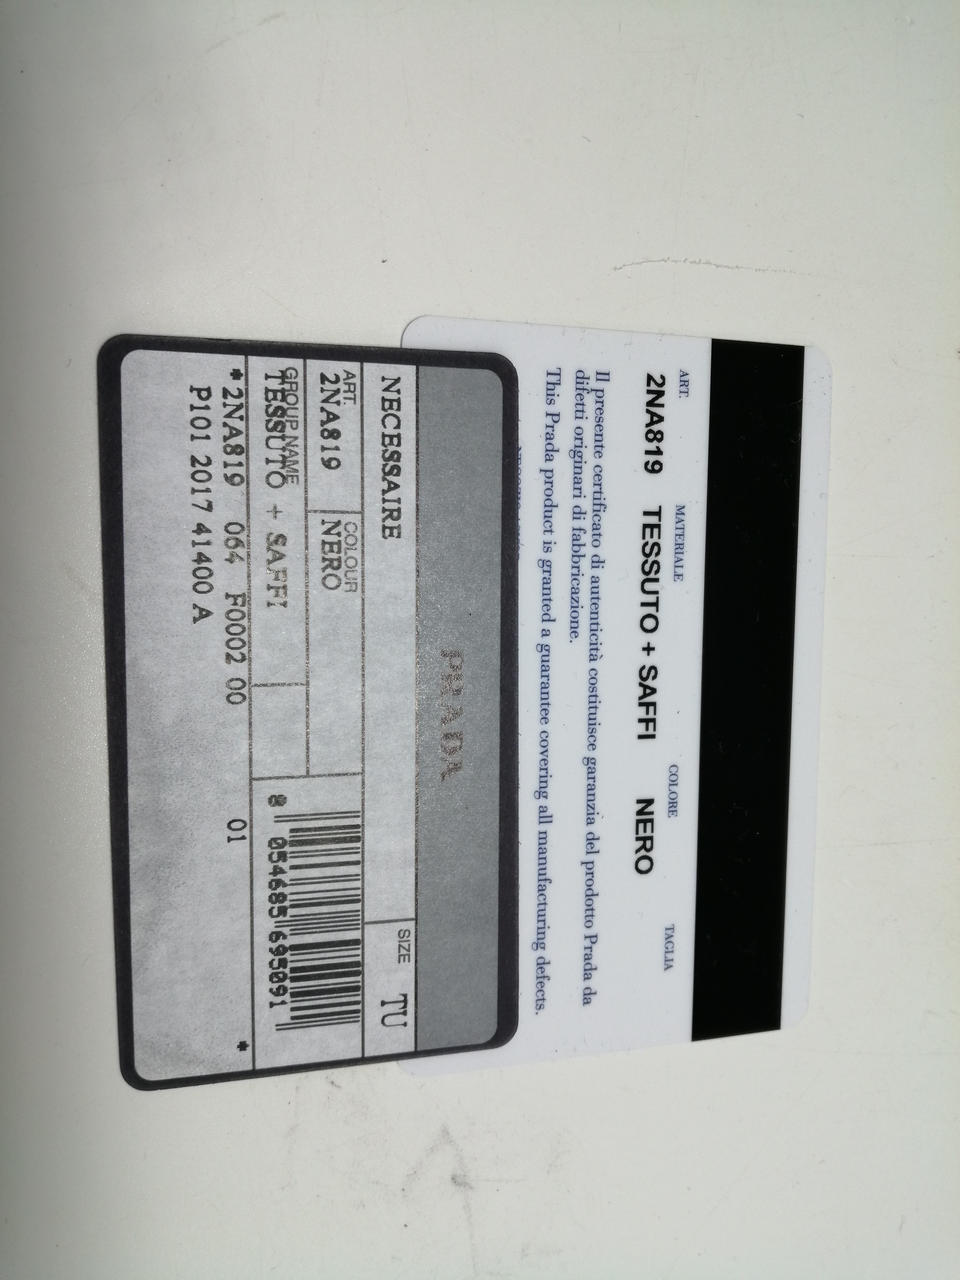 ART. MATERIALE COLORE TAGLIA
2NA819 TESSUTO + SAFFI NERO
Il presente certificato di autenticità costituisce garanzia del prodotto Prada da
difetti originari di fabbricazione.
This Prada product is granted a guarantee covering all manufacturing defects.
PRADA
NECESSAIRE SIZE TU
ART. COLOUR
2NA819 NERO
GROUP NAME
TESSUTO + SAFFI
8 054685 695091
*2NA819 064 F0002 00 01 *
P101 2017 41400 A